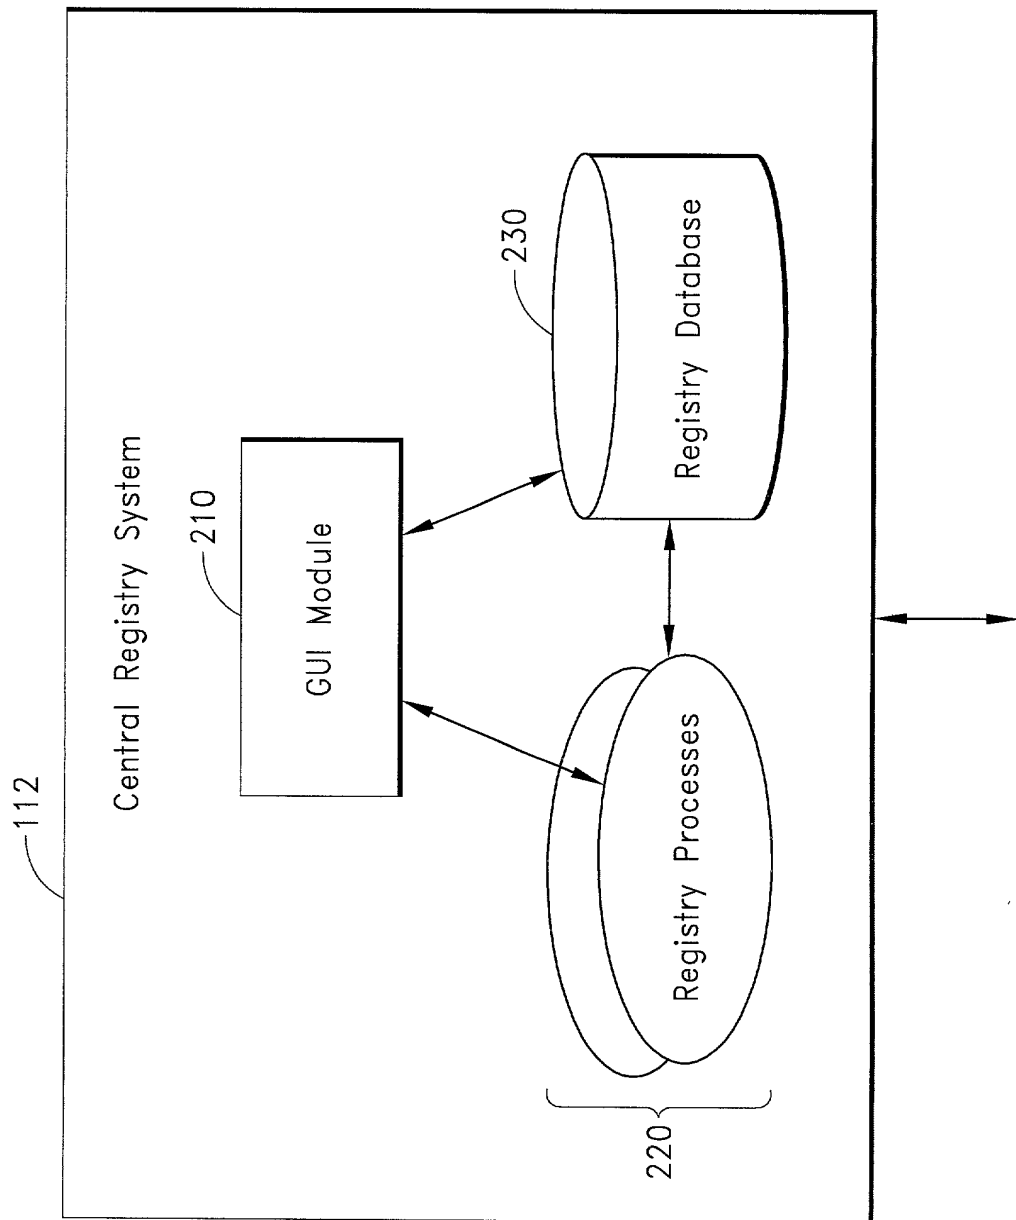 112
Central Registry System
210
GUI Module
230
Registry Processes
Registry Database
220